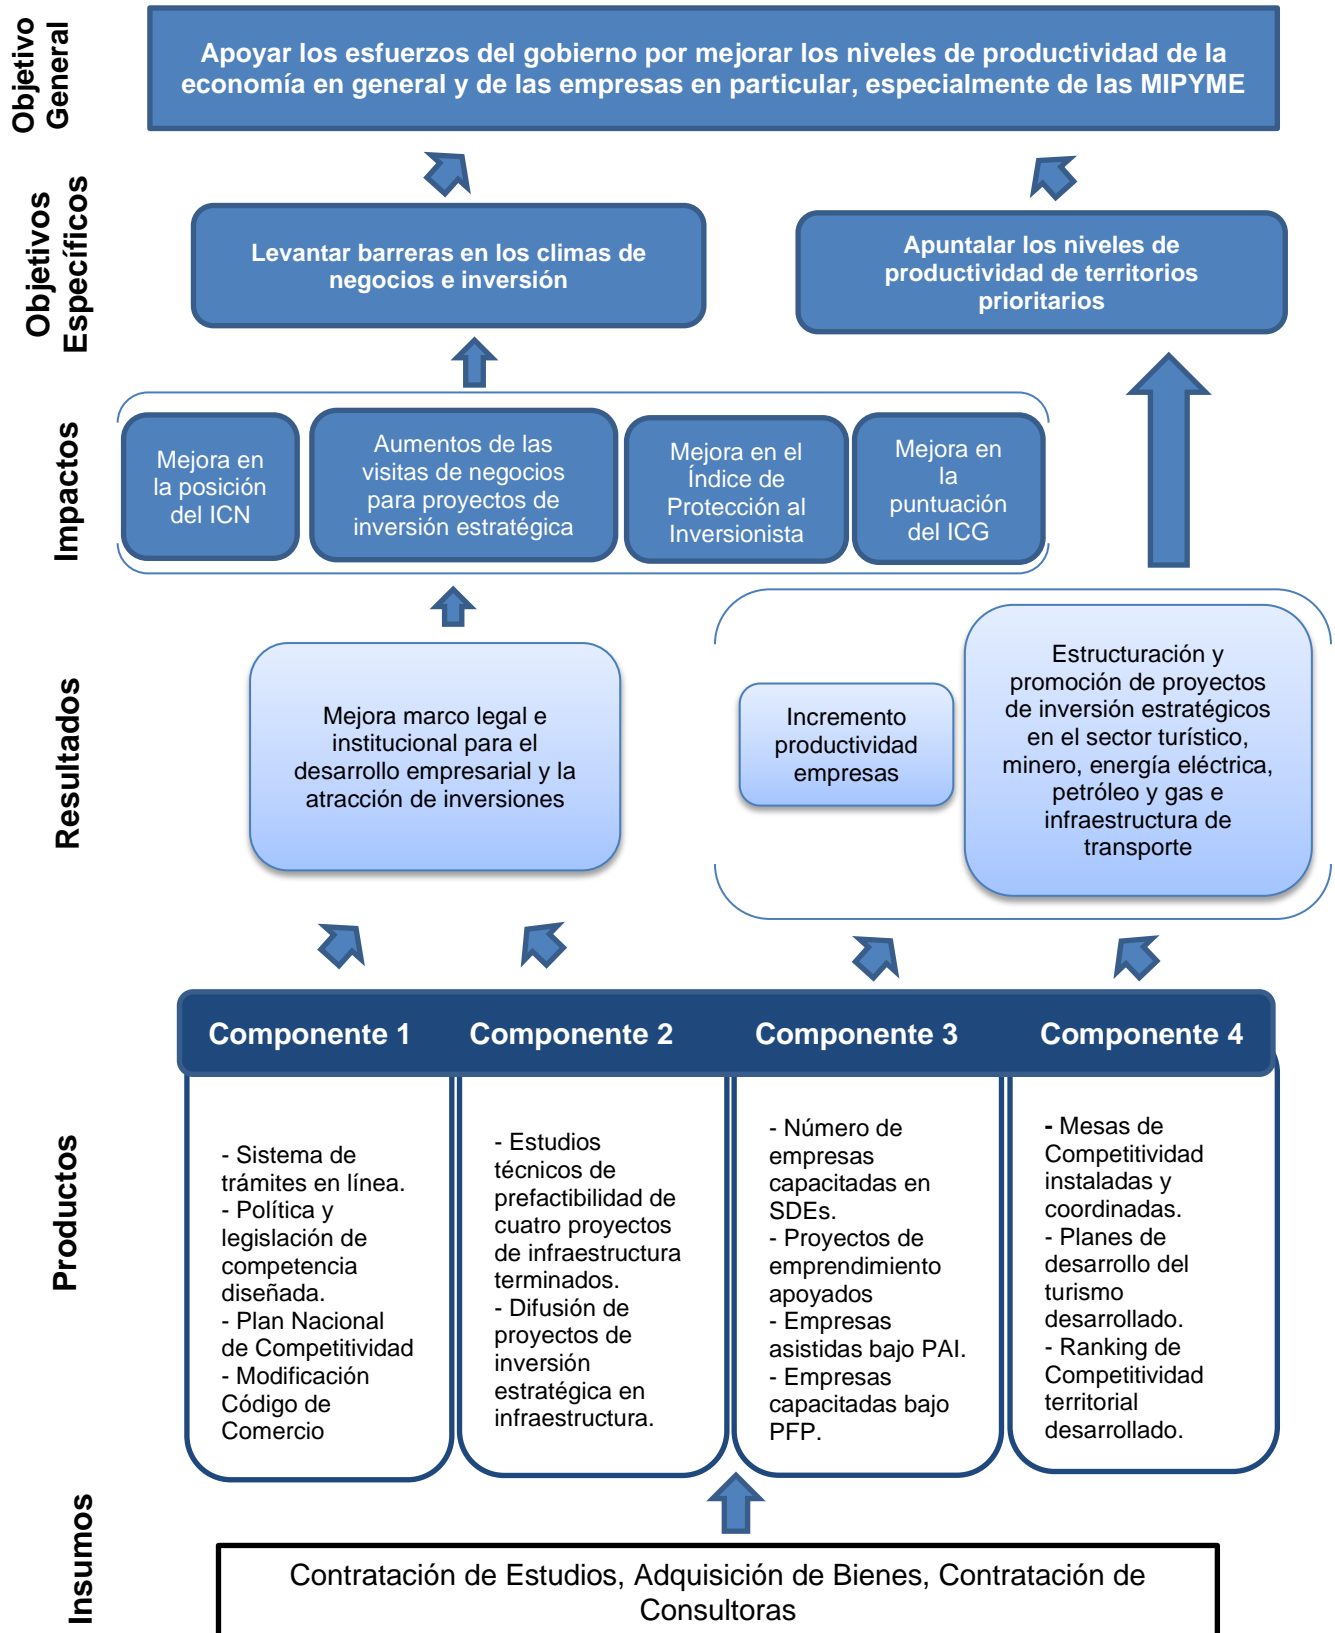 Objetivo
General
Apoyar los esfuerzos del gobierno por mejorar los niveles de productividad de la
economía en general y de las empresas en particular, especialmente de las MIPYME
Objetivos
Específicos
Levantar barreras en los climas de
negocios e inversión
Apuntalar los niveles de
productividad de territorios
prioritarios
Impactos
Mejora en
la posición
del ICN
Aumentos de las
visitas de negocios
para proyectos de
inversión estratégica
Mejora en el
Índice de
Protección al
Inversionista
Mejora en
la
puntuación
del ICG
Resultados
Mejora marco legal e
institucional para el
desarrollo empresarial y la
atracción de inversiones
Incremento
productividad
empresas
Estructuración y
promoción de proyectos
de inversión estratégicos
en el sector turístico,
minero, energía eléctrica,
petróleo y gas e
infraestructura de
transporte
Productos
Componente 1
- Sistema de
trámites en línea.
- Política y
legislación de
competencia
diseñada.
- Plan Nacional
de Competitividad
- Modificación
Código de
Comercio
Componente 2
- Estudios
técnicos de
prefactibilidad de
cuatro proyectos
de infraestructura
terminados.
- Difusión de
proyectos de
inversión
estratégica en
infraestructura.
Componente 3
- Número de
empresas
capacitadas en
SDEs.
- Proyectos de
emprendimiento
apoyados
- Empresas
asistidas bajo PAI.
- Empresas
capacitadas bajo
PFP.
Componente 4
- Mesas de
Competitividad
instaladas y
coordinadas.
- Planes de
desarrollo del
turismo
desarrollado.
- Ranking de
Competitividad
territorial
desarrollado.
Insumos
Contratación de Estudios, Adquisición de Bienes, Contratación de
Consultoras